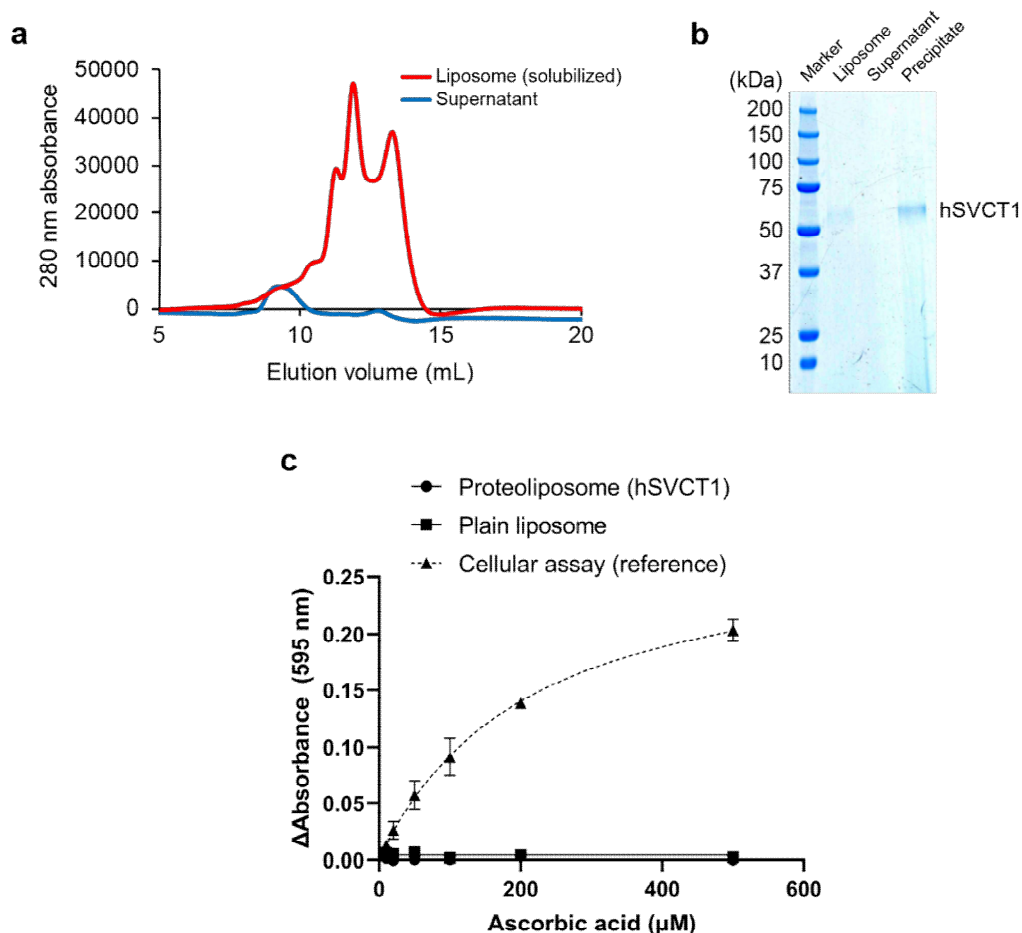 a
50000
40000
30000
20000
10000
0
280 nm absorbance
Liposome (solubilized)
Supernatant
5
10
15
20
Elution volume (mL)
b
(kDa)
Marker
Liposome
Supernatant
Precipitate
200
150
100
75
50
37
25
10
hSVCT1
c
Proteoliposome (hSVCT1)
Plain liposome
Cellular assay (reference)
0.25
0.20
0.15
0.10
0.05
0.00
ΔAbsorbance (595 nm)
0
200
400
600
Ascorbic acid (µM)